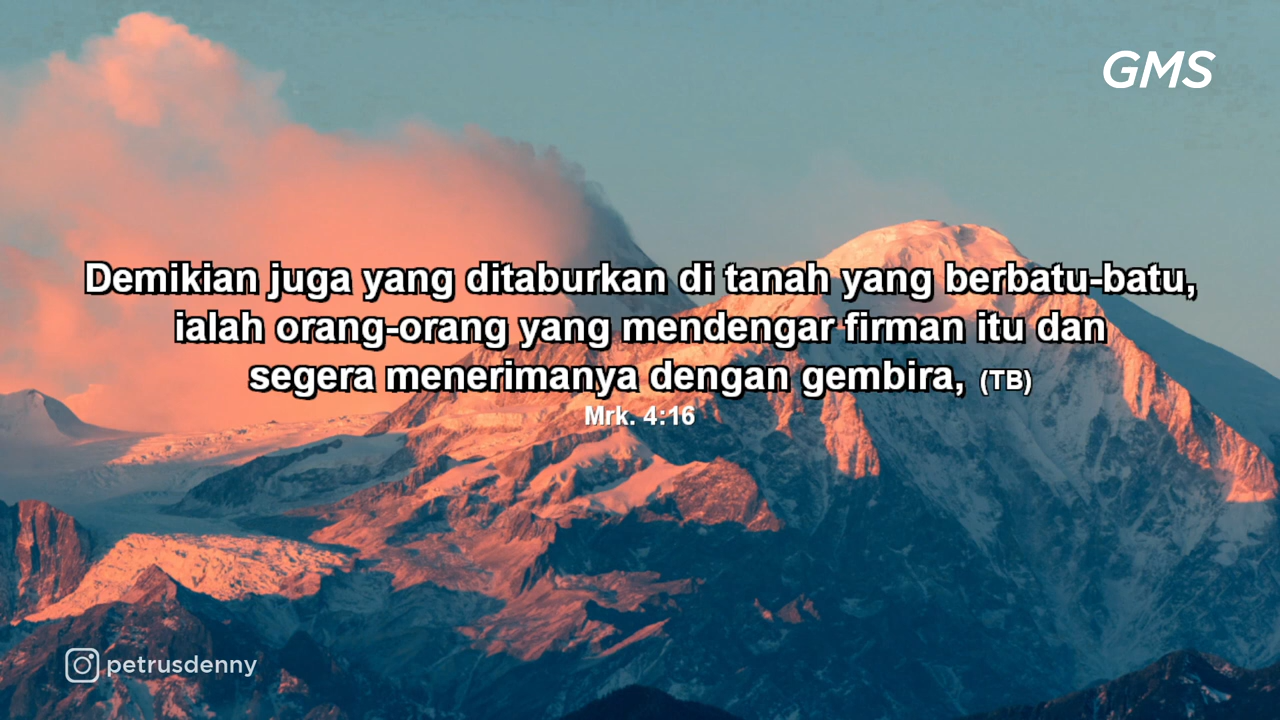 GMS
Demikian juga yang ditaburkan di tanah yang berbatu-batu,
ialah orang-orang yang mendengar firman itu dan
segera menerimanya dengan gembira, (TB)
Mrk. 4:16
petrusdenny